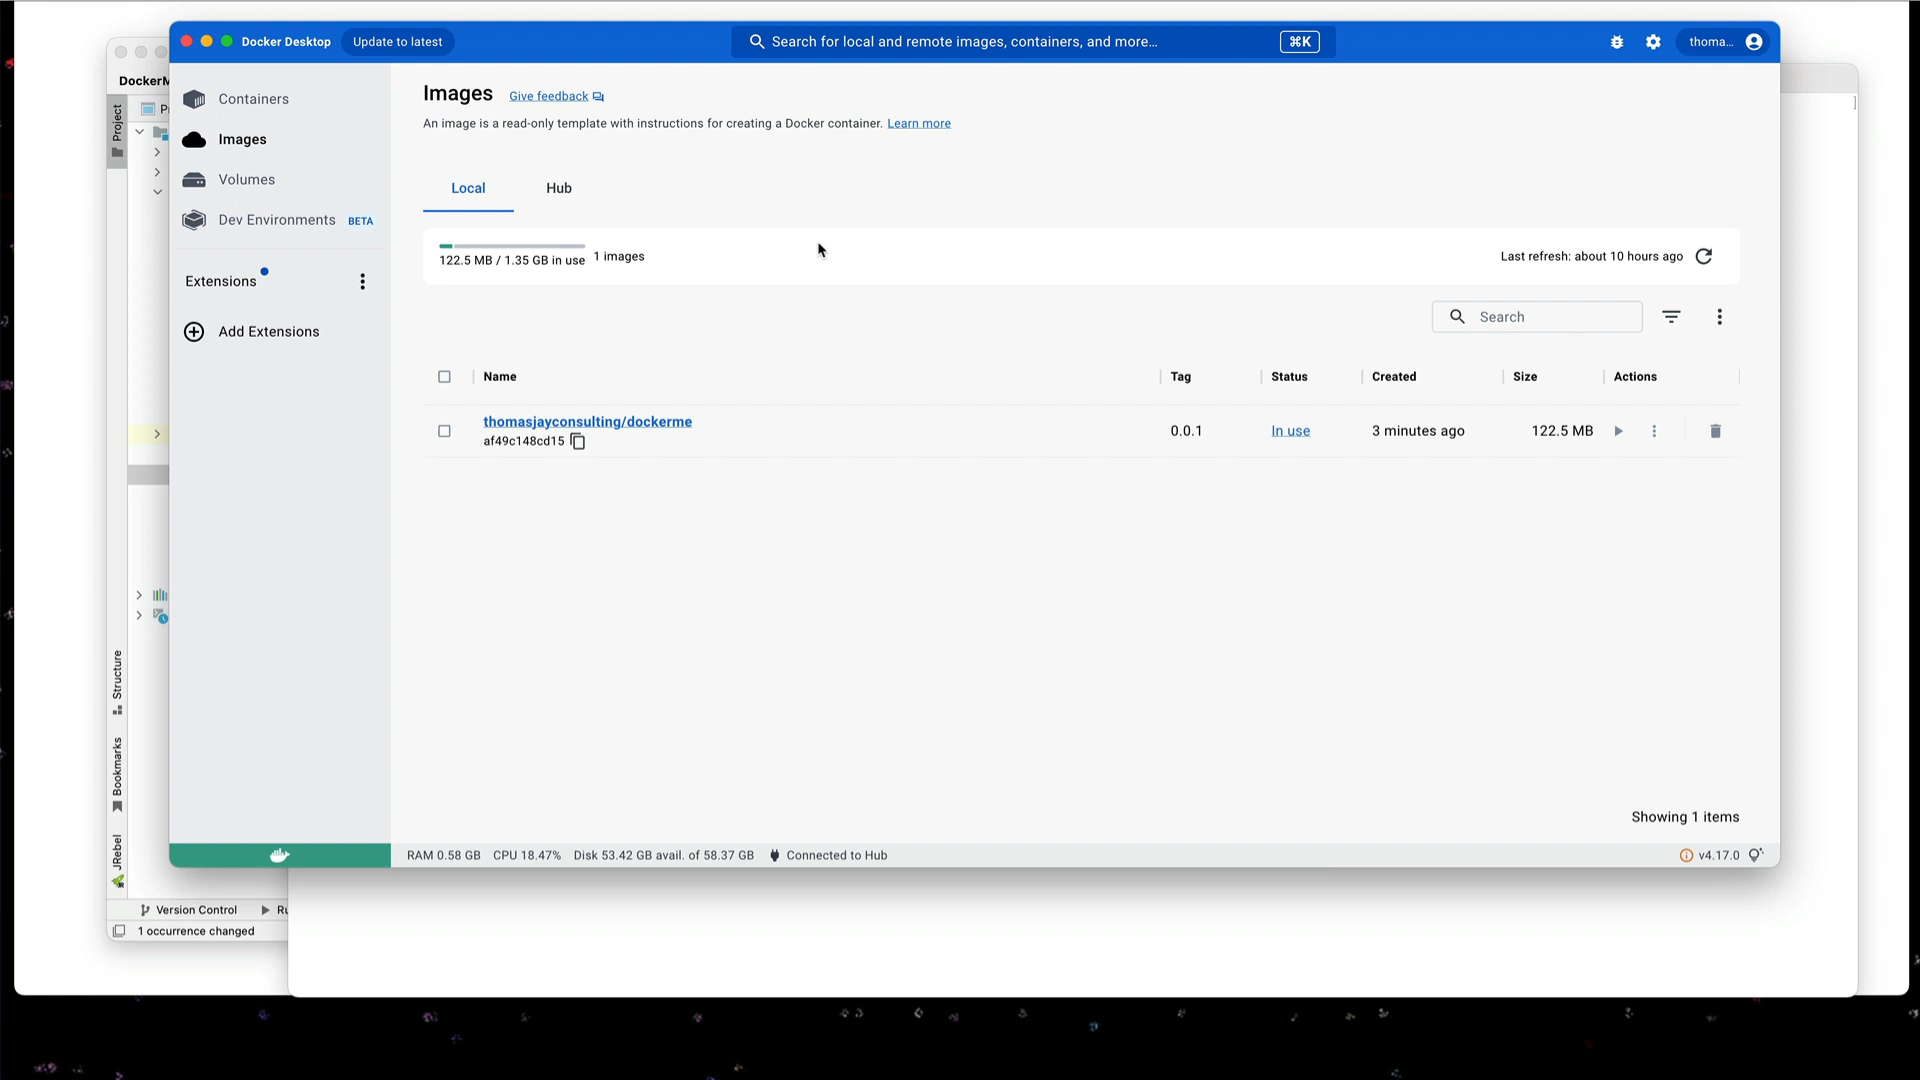 Docker Desktop
Update to latest
Search for local and remote images, containers, and more...
⌘K
thoma...
DockerM
Project
P
Containers
Images
Volumes
Dev Environments BETA
Extensions
Add Extensions
Images Give feedback
An image is a read-only template with instructions for creating a Docker container. Learn more
Local Hub
122.5 MB / 1.35 GB in use 1 images
Last refresh: about 10 hours ago
Search
Name Tag Status Created Size Actions
thomasjayconsulting/dockerme
af49c148cd15
0.0.1 In use 3 minutes ago 122.5 MB
Showing 1 items
Structure
Bookmarks
JRebel
RAM 0.58 GB CPU 18.47% Disk 53.42 GB avail. of 58.37 GB Connected to Hub
v4.17.0
Version Control Ru
1 occurrence changed